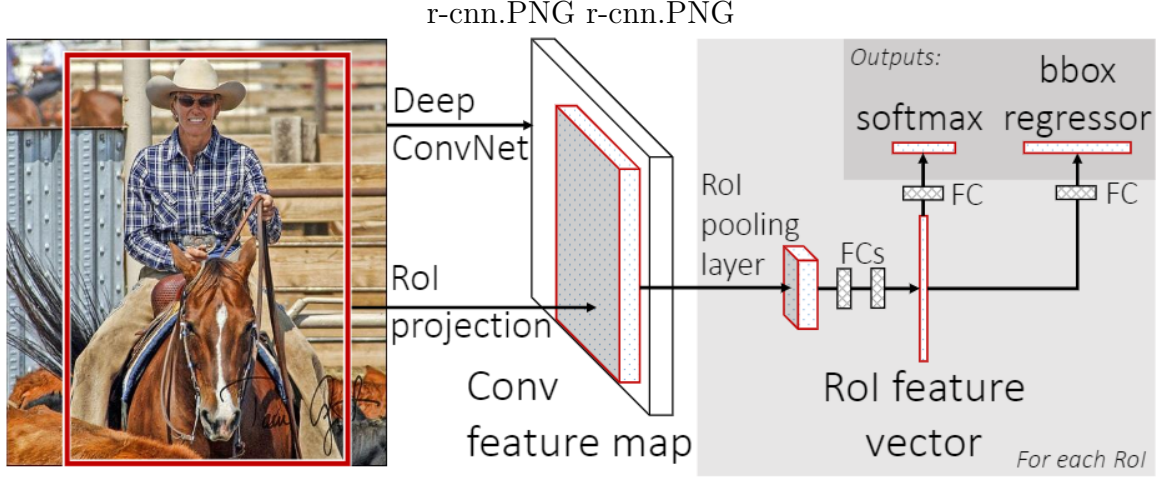 r-cnn.PNG r-cnn.PNG
Deep
ConvNet
RoI
projection
Conv
feature map
RoI
pooling
layer
FCs
Outputs:
softmax
bbox
regressor
FC
FC
RoI feature
vector
For each RoI